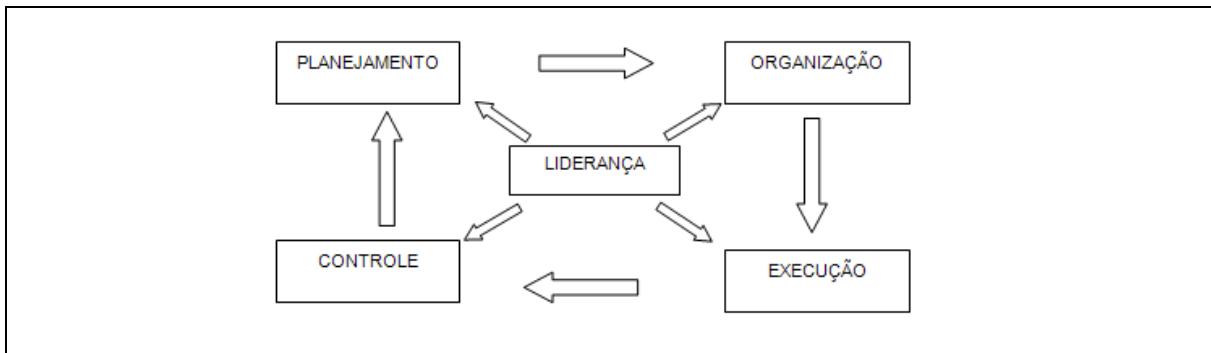 PLANEJAMENTO
ORGANIZAÇÃO
LIDERANÇA
CONTROLE
EXECUÇÃO